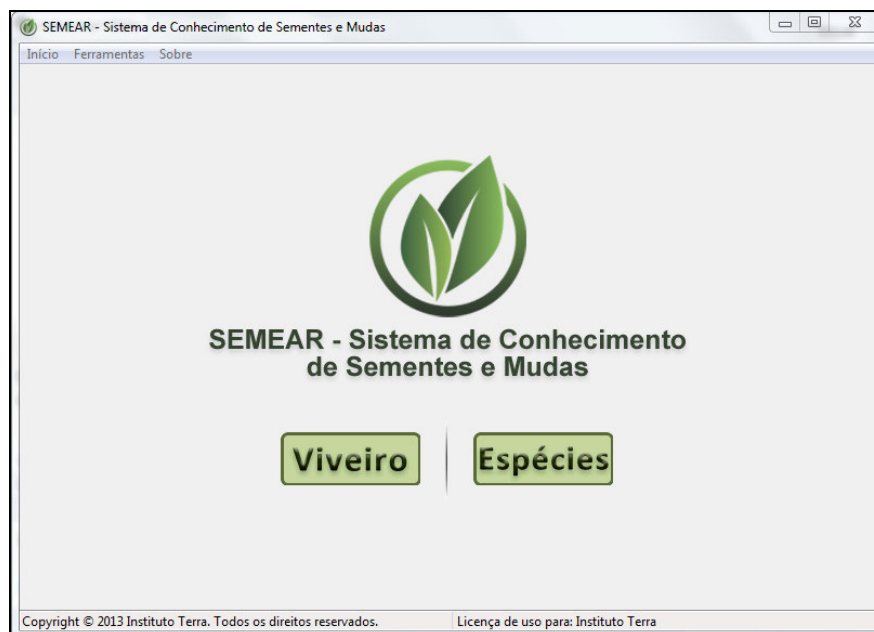 SEMEAR - Sistema de Conhecimento de Sementes e Mudas
Início Ferramentas Sobre
SEMEAR - Sistema de Conhecimento
de Sementes e Mudas
Viveiro Espécies
Copyright © 2013 Instituto Terra. Todos os direitos reservados. Licença de uso para: Instituto Terra